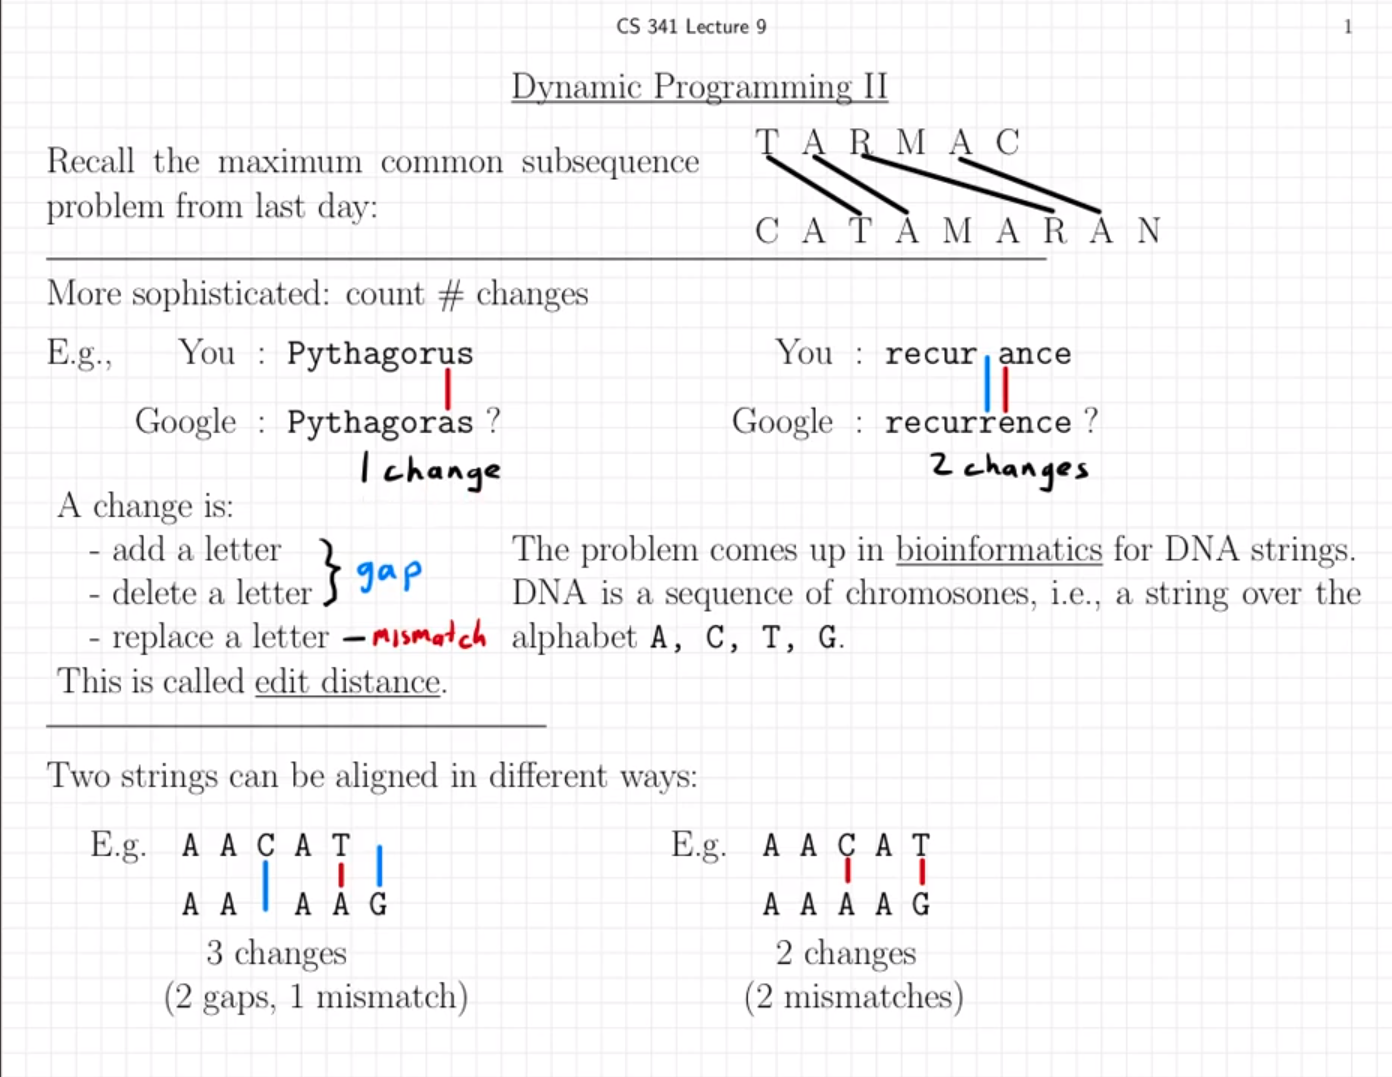 CS 341 Lecture 9
1
Dynamic Programming II
Recall the maximum common subsequence
problem from last day:
T A R M A C
C A T A M A R A N
More sophisticated: count # changes
E.g., You : Pythagorus
Google : Pythagoras ?
1 change
You : recur ance
Google : recurrence ?
2 changes
A change is:
- add a letter
- delete a letter
} gap
- replace a letter – mismatch
This is called edit distance.
The problem comes up in bioinformatics for DNA strings.
DNA is a sequence of chromosones, i.e., a string over the
alphabet A, C, T, G.
Two strings can be aligned in different ways:
E.g. A A C A T
A A A A G
3 changes
(2 gaps, 1 mismatch)
E.g. A A C A T
A A A A G
2 changes
(2 mismatches)